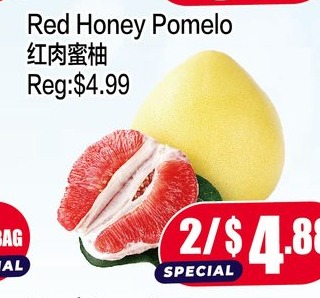 Red Honey Pomelo
红肉蜜柚
Reg:$4.99
BAG
2/$4.88
SPECIAL